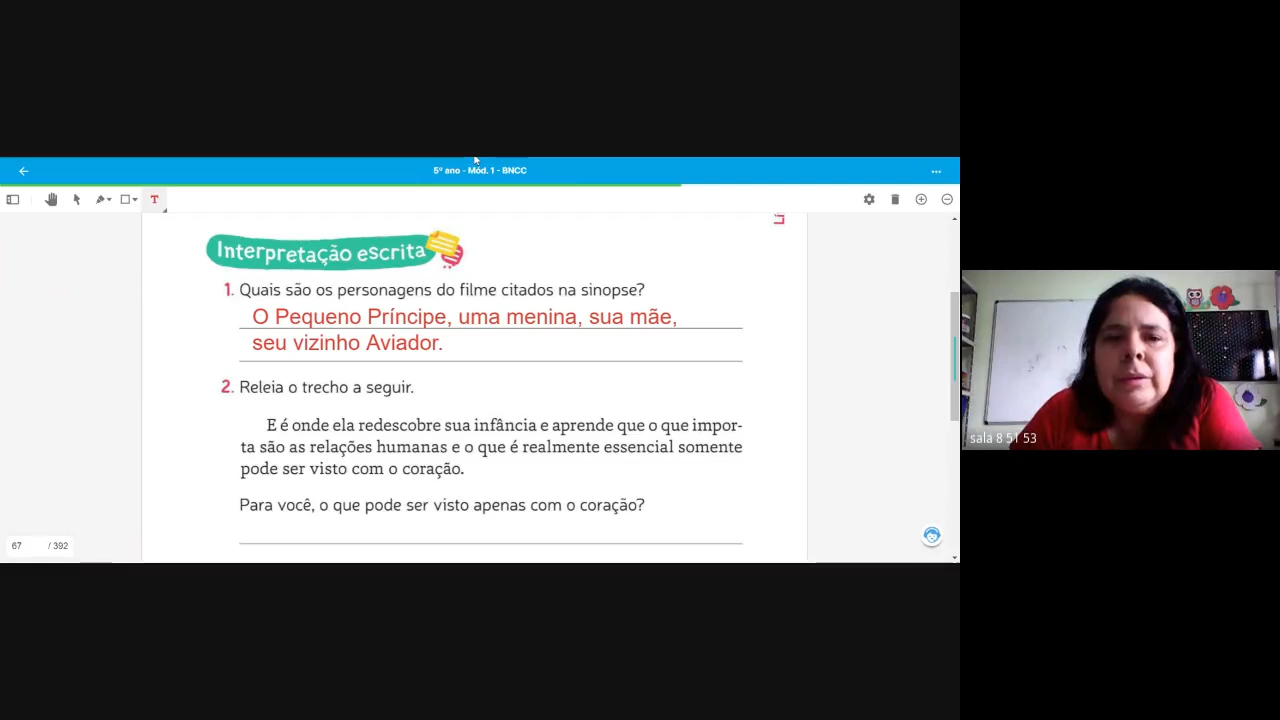 5º ano - Mód. 1 - BNCC
T
Interpretação escrita
1. Quais são os personagens do filme citados na sinopse?
O Pequeno Príncipe, uma menina, sua mãe,
seu vizinho Aviador.
2. Releia o trecho a seguir.
E é onde ela redescobre sua infância e aprende que o que impor-
ta são as relações humanas e o que é realmente essencial somente
pode ser visto com o coração.
Para você, o que pode ser visto apenas com o coração?
67 / 392
sala 8 51 53